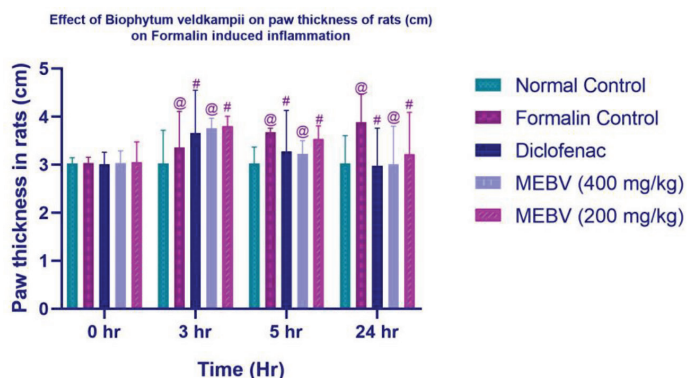 Effect of Biophytum veldkampii on paw thickness of rats (cm)
on Formalin induced inflammation
Paw thickness in rats (cm)
5
4
3
2
1
0
@
#
@
#
@
#
@
#
@
#
@
#
0 hr
3 hr
5 hr
24 hr
Time (Hr)
Normal Control
Formalin Control
Diclofenac
MEBV (400 mg/kg)
MEBV (200 mg/kg)